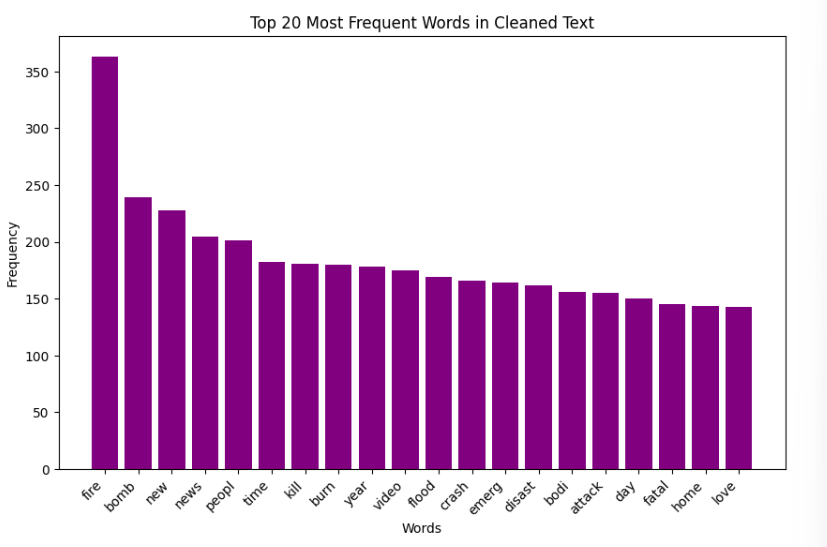 Top 20 Most Frequent Words in Cleaned Text
350
300
250
200
150
100
50
0
Frequency
fire
bomb
new
news
peopl
time
kill
burn
year
video
flood
crash
emerg
disast
bodi
attack
day
fatal
home
love
Words